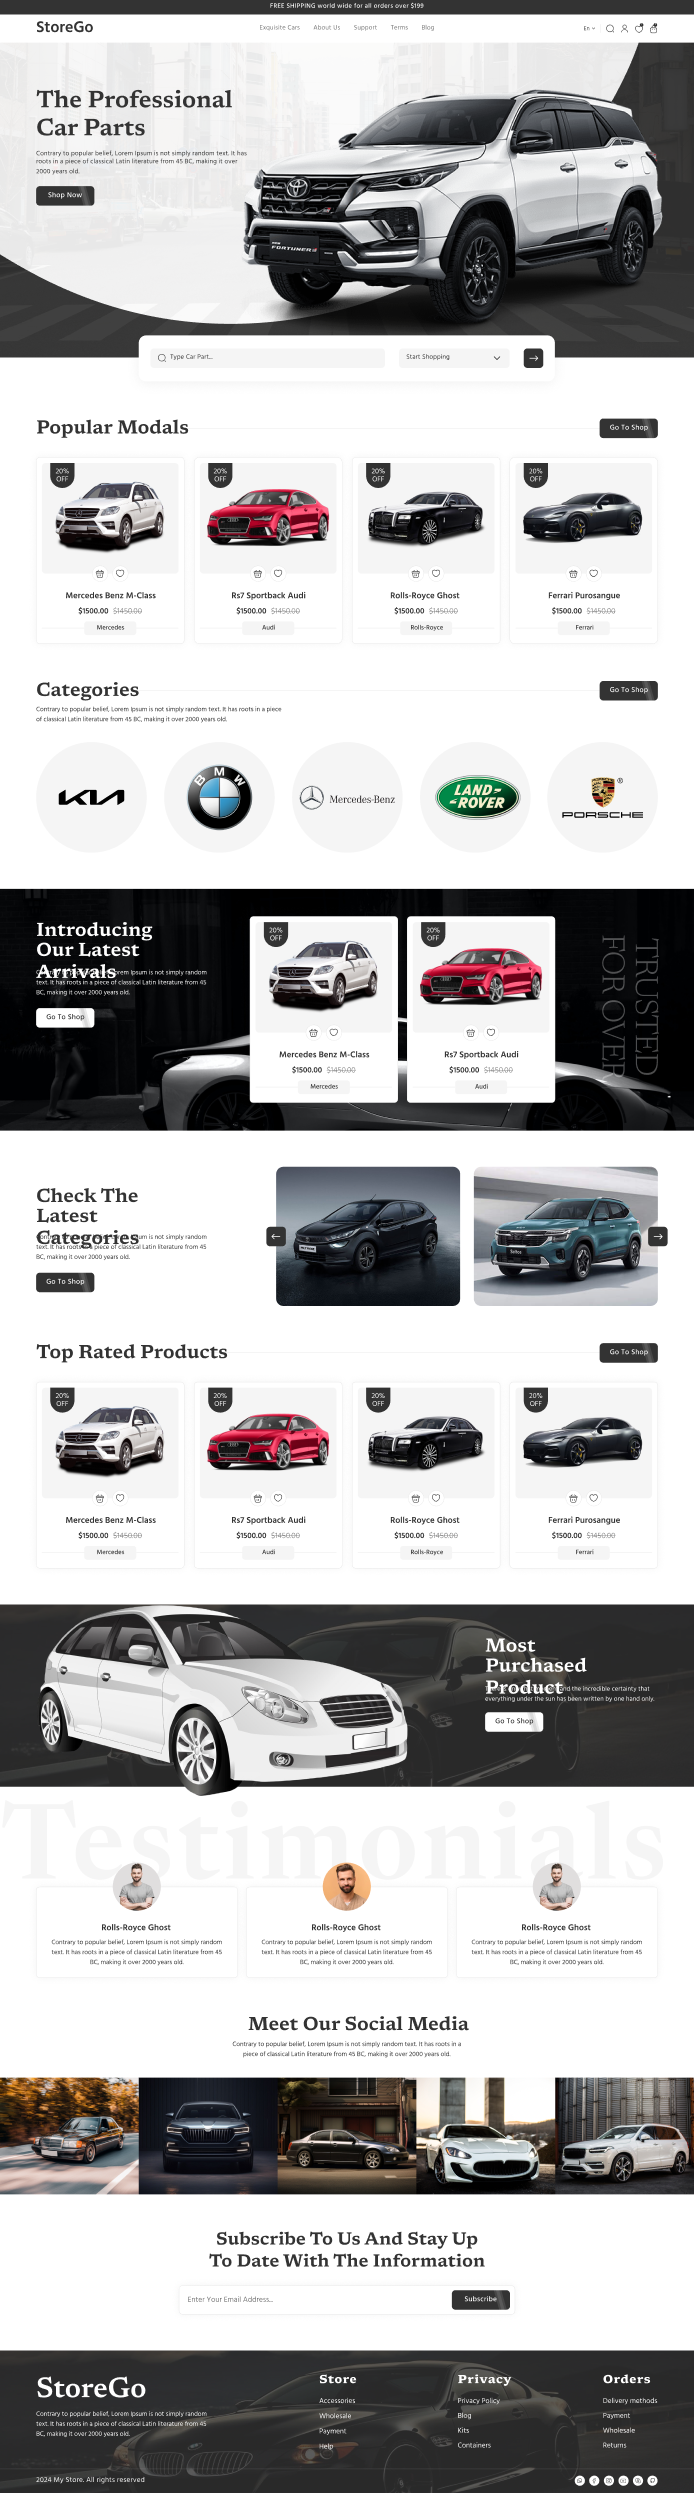 FREE SHIPPING world wide for all orders over $199
StoreGo
Exquisite Cars
About Us
Support
Terms
Blog
En
The Professional
Car Parts
Contrary to popular belief, Lorem Ipsum is not simply random text. It has
roots in a piece of classical Latin literature from 45 BC, making it over
2000 years old.
Shop Now
FORTUNER
Type Car Part...
Start Shopping
Popular Modals
Go To Shop
20%
OFF
20%
OFF
20%
OFF
20%
OFF
Mercedes Benz M-Class
Rs7 Sportback Audi
Rolls-Royce Ghost
Ferrari Purosangue
$1500.00 $1450.00
$1500.00 $1450.00
$1500.00 $1450.00
$1500.00 $1450.00
Mercedes
Audi
Rolls-Royce
Ferrari
Categories
Go To Shop
Contrary to popular belief, Lorem Ipsum is not simply random text. It has roots in a piece
of classical Latin literature from 45 BC, making it over 2000 years old.
KIA
BMW
Mercedes-Benz
LAND-
ROVER
PORSCHE
Introducing
Our Latest
Arrivals
Lorem Ipsum is not simply random
text. It has roots in a piece of classical Latin literature from 45
BC, making it over 2000 years old.
Go To Shop
20%
OFF
20%
OFF
Mercedes Benz M-Class
Rs7 Sportback Audi
$1500.00 $1450.00
$1500.00 $1450.00
Mercedes
Audi
TRUSTED
FOR OVER
Check The
Latest
Categories
Ipsum is not simply random
text. It has roots in a piece of classical Latin literature from 45
BC, making it over 2000 years old.
Go To Shop
Seltos
Top Rated Products
Go To Shop
20%
OFF
20%
OFF
20%
OFF
20%
OFF
Mercedes Benz M-Class
Rs7 Sportback Audi
Rolls-Royce Ghost
Ferrari Purosangue
$1500.00 $1450.00
$1500.00 $1450.00
$1500.00 $1450.00
$1500.00 $1450.00
Mercedes
Audi
Rolls-Royce
Ferrari
Most
Purchased
Product
and the incredible certainty that
everything under the sun has been written by one hand only.
Go To Shop
Testimonials
Rolls-Royce Ghost
Contrary to popular belief, Lorem Ipsum is not simply random
text. It has roots in a piece of classical Latin literature from 45
BC, making it over 2000 years old.
Rolls-Royce Ghost
Contrary to popular belief, Lorem Ipsum is not simply random
text. It has roots in a piece of classical Latin literature from 45
BC, making it over 2000 years old.
Rolls-Royce Ghost
Contrary to popular belief, Lorem Ipsum is not simply random
text. It has roots in a piece of classical Latin literature from 45
BC, making it over 2000 years old.
Meet Our Social Media
Contrary to popular belief, Lorem Ipsum is not simply random text. It has roots in a
piece of classical Latin literature from 45 BC, making it over 2000 years old.
Subscribe To Us And Stay Up
To Date With The Information
Enter Your Email Address...
Subscribe
StoreGo
Contrary to popular belief, Lorem Ipsum is not simply random
text. It has roots in a piece of classical Latin literature from 45
BC, making it over 2000 years old.
Store
Accessories
Wholesale
Payment
Help
Privacy
Privacy Policy
Blog
Kits
Containers
Orders
Delivery methods
Payment
Wholesale
Returns
2024 My Store. All rights reserved